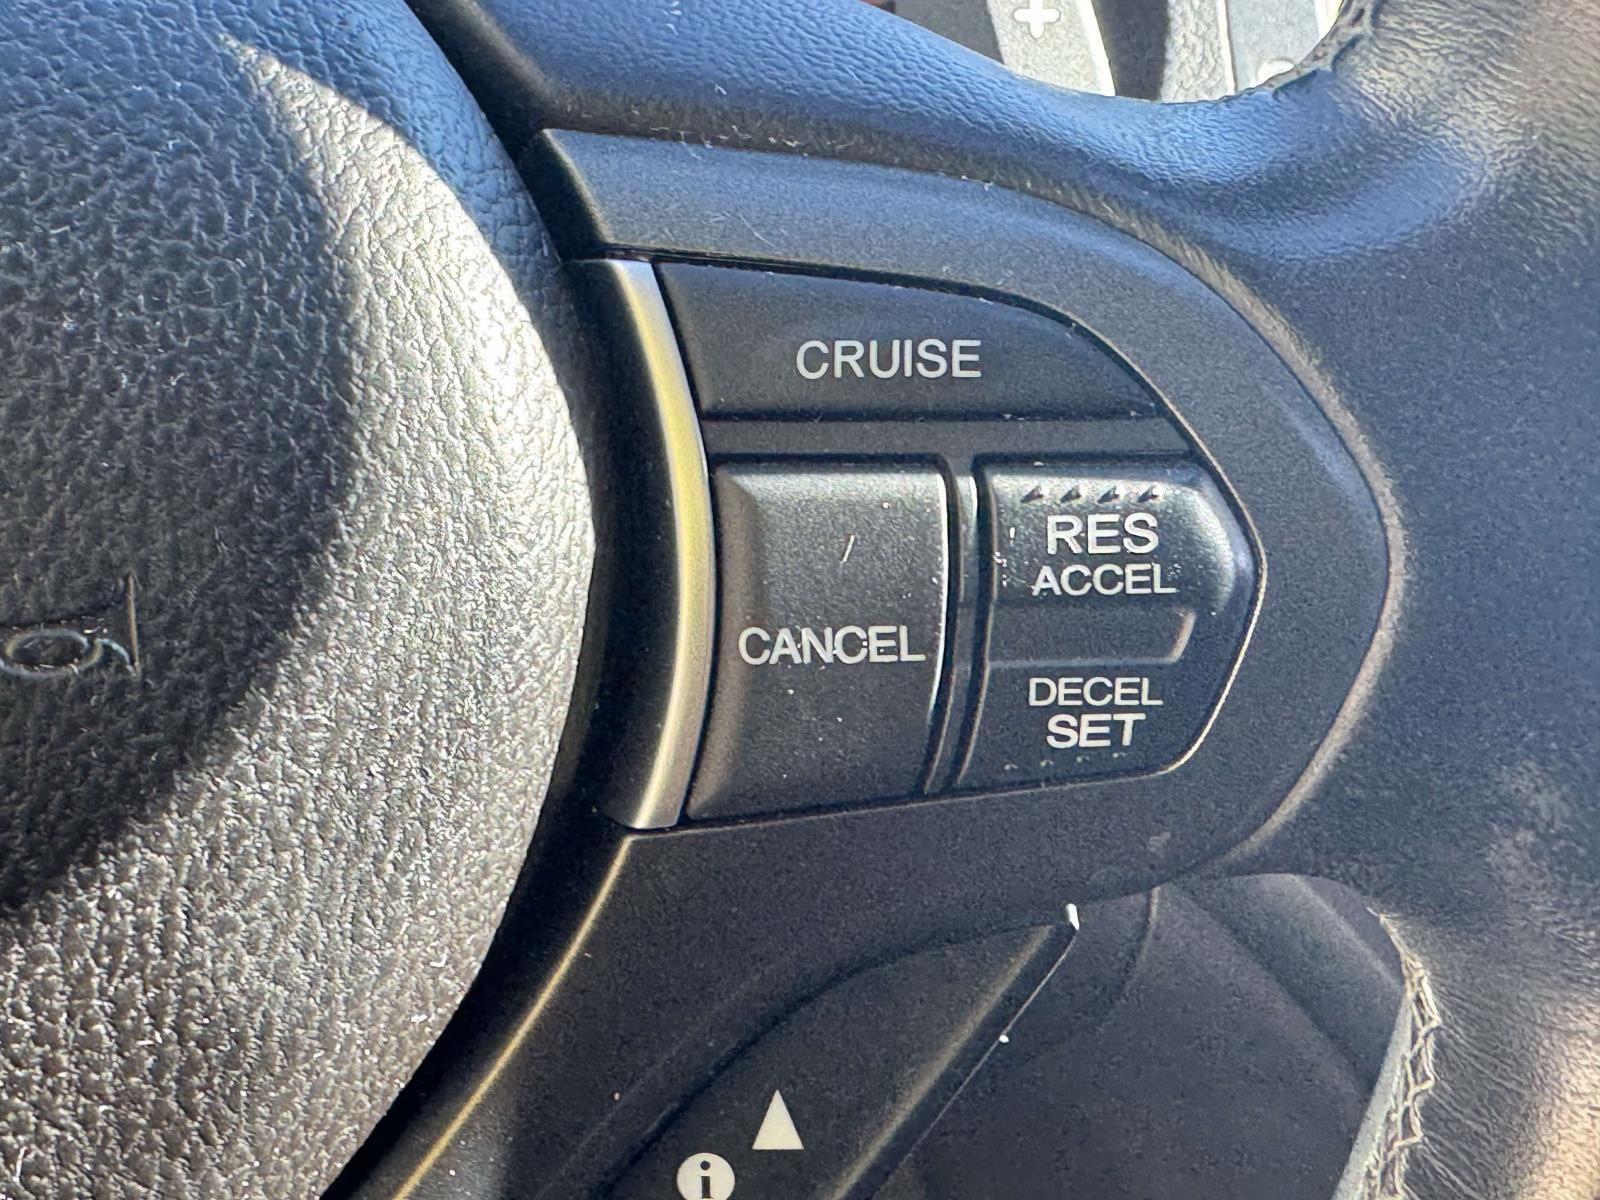 +
CRUISE
CANCEL
RES
ACCEL
DECEL
SET
i